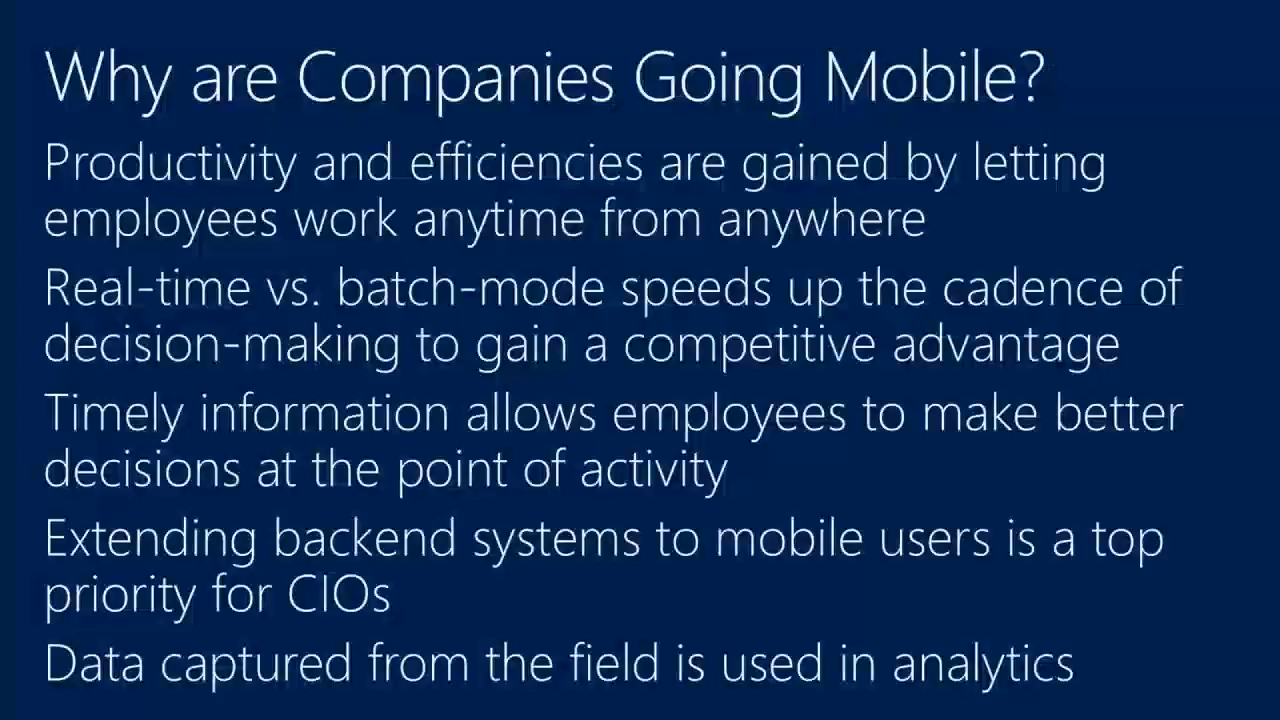 Why are Companies Going Mobile?
Productivity and efficiencies are gained by letting
employees work anytime from anywhere
Real-time vs. batch-mode speeds up the cadence of
decision-making to gain a competitive advantage
Timely information allows employees to make better
decisions at the point of activity
Extending backend systems to mobile users is a top
priority for CIOs
Data captured from the field is used in analytics